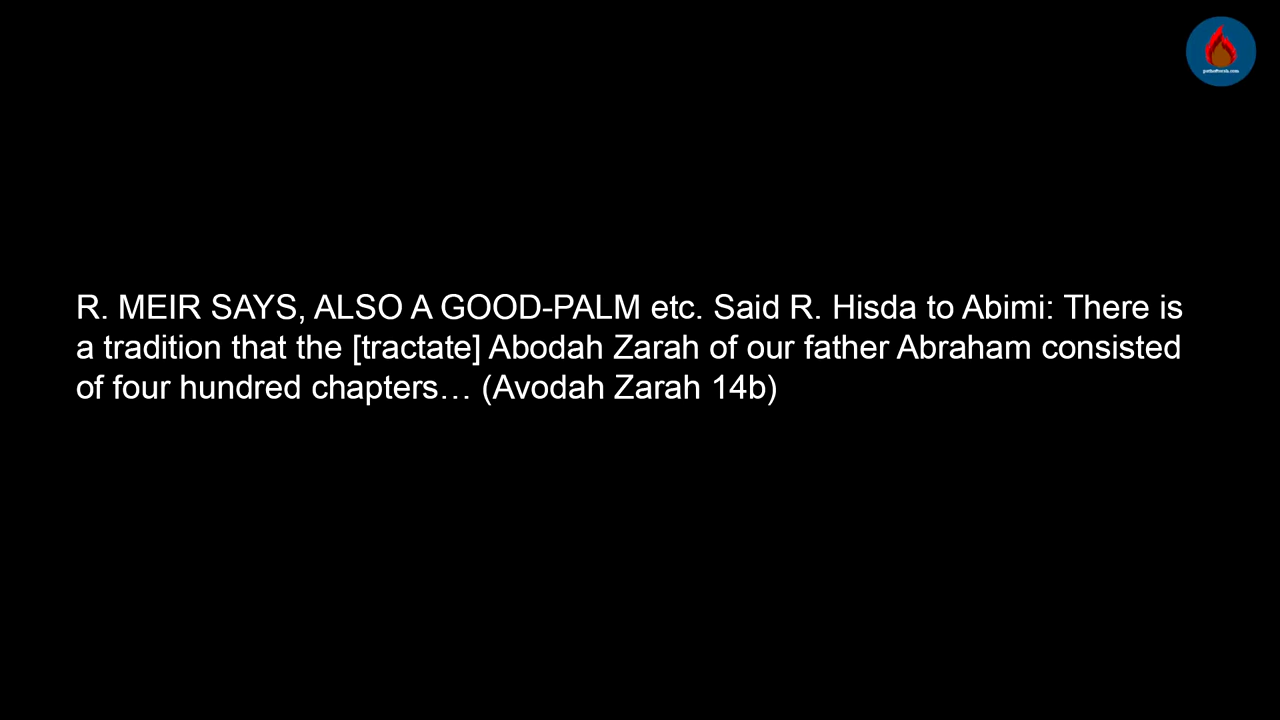 R. MEIR SAYS, ALSO A GOOD-PALM etc. Said R. Hisda to Abimi: There is
a tradition that the [tractate] Abodah Zarah of our father Abraham consisted
of four hundred chapters… (Avodah Zarah 14b)